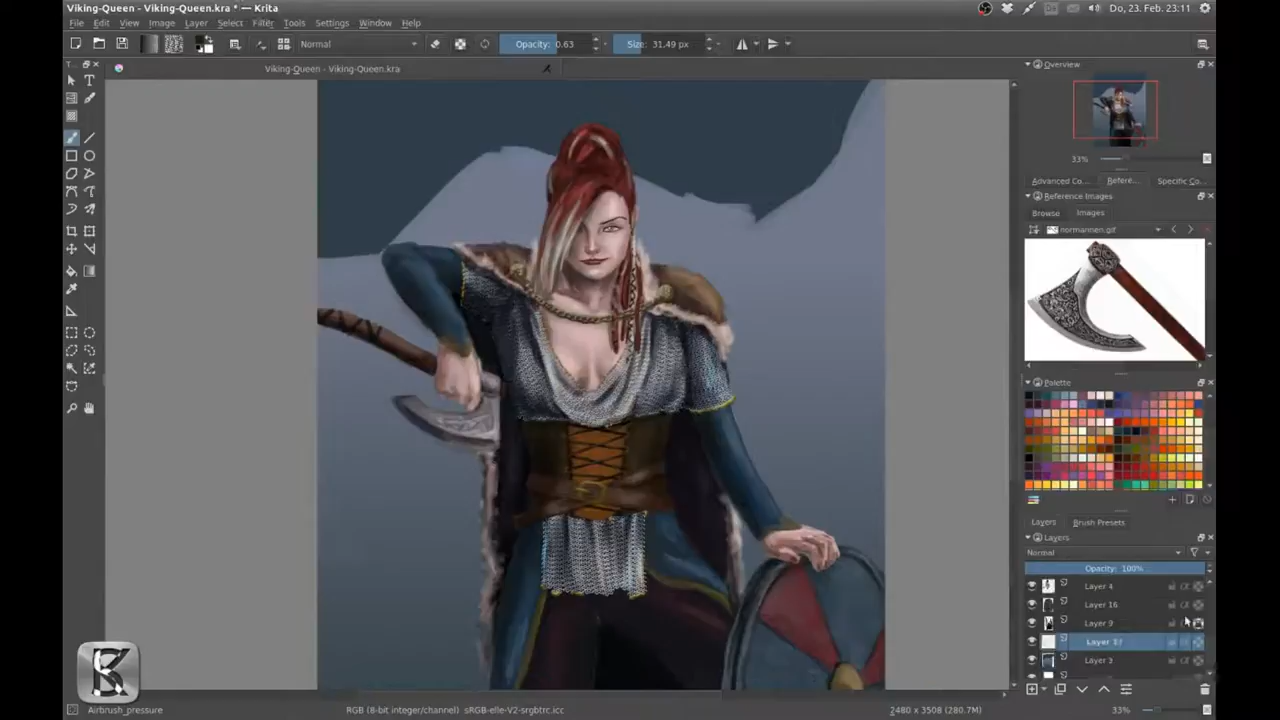 Viking-Queen - Viking-Queen.kra * — Krita
De
Do, 23. Feb. 23:11
File Edit View Image Layer Select Filter Tools Settings Window Help
Normal
Opacity: 0.63
Size: 31.49 px
Viking-Queen - Viking-Queen.kra
Overview
33%
Advanced Co...
Refere...
Specific Co...
Reference Images
Browse
Images
normannen.gif
Palette
Layers
Brush Presets
Layers
Normal
Opacity: 100%
Layer 4
Layer 16
Layer 9
Layer 3
Airbrush_pressure
RGB (8-bit integer/channel) sRGB-elle-V2-srgbtrc.icc
2480 x 3508 (280.7M)
33%